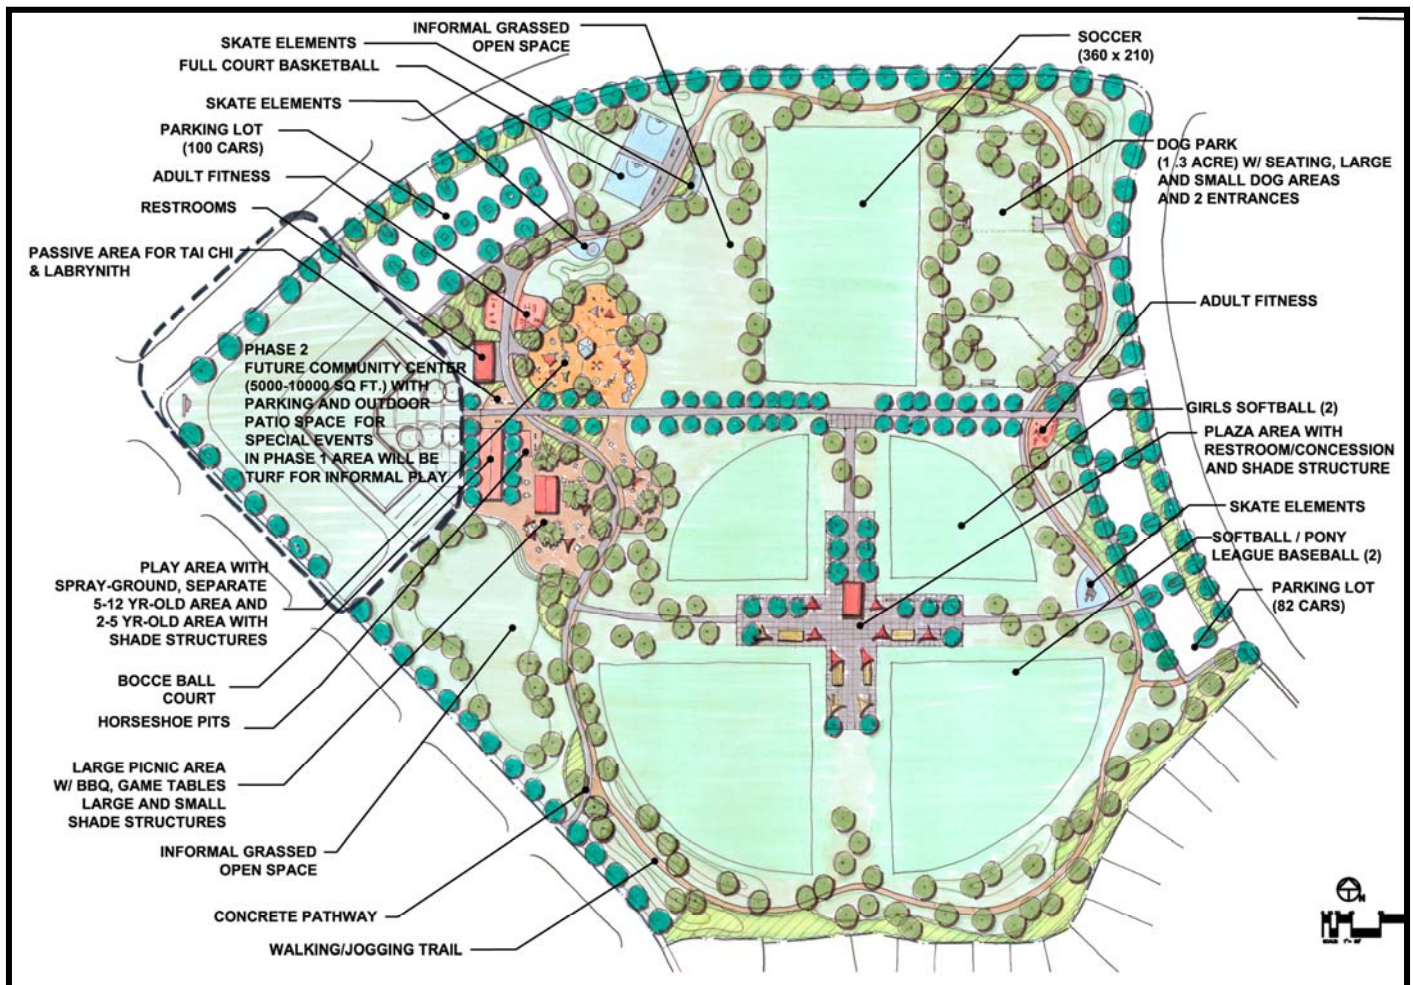 INFORMAL GRASSED
OPEN SPACE
SKATE ELEMENTS
FULL COURT BASKETBALL
SKATE ELEMENTS
PARKING LOT
(100 CARS)
ADULT FITNESS
RESTROOMS
PASSIVE AREA FOR TAI CHI
& LABRYNITH
PHASE 2
FUTURE COMMUNITY CENTER
(5000-10000 SQ FT.) WITH
PARKING AND OUTDOOR
PATIO SPACE FOR
SPECIAL EVENTS
IN PHASE 1 AREA WILL BE
TURF FOR INFORMAL PLAY
PLAY AREA WITH
SPRAY-GROUND, SEPARATE
5-12 YR-OLD AREA AND
2-5 YR-OLD AREA WITH
SHADE STRUCTURES
BOCCE BALL
COURT
HORSESHOE PITS
LARGE PICNIC AREA
W/ BBQ, GAME TABLES
LARGE AND SMALL
SHADE STRUCTURES
INFORMAL GRASSED
OPEN SPACE
CONCRETE PATHWAY
WALKING/JOGGING TRAIL
SOCCER
(360 x 210)
DOG PARK
(1 .3 ACRE) W/ SEATING, LARGE
AND SMALL DOG AREAS
AND 2 ENTRANCES
ADULT FITNESS
GIRLS SOFTBALL (2)
PLAZA AREA WITH
RESTROOM/CONCESSION
AND SHADE STRUCTURE
SKATE ELEMENTS
SOFTBALL / PONY
LEAGUE BASEBALL (2)
PARKING LOT
(82 CARS)
N